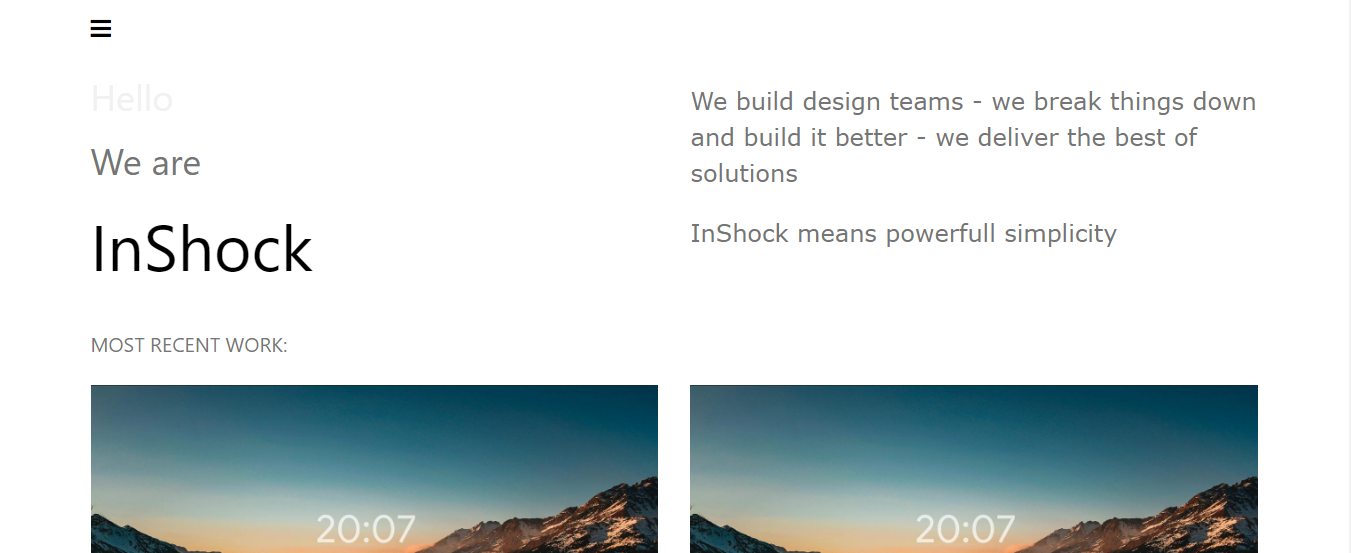 Hello
We are
InShock
We build design teams - we break things down
and build it better - we deliver the best of
solutions
InShock means powerfull simplicity
MOST RECENT WORK:
20:07
20:07